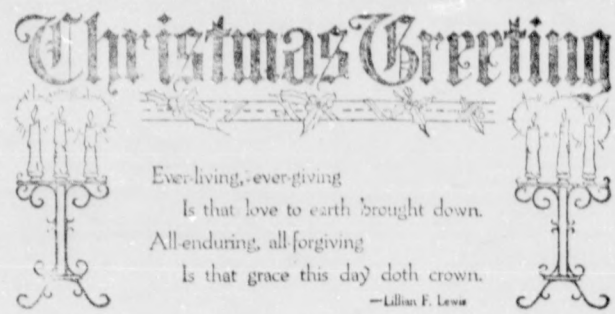 Christmas Greeting
Ever-living, ever-giving
Is that love to earth brought down.
All-enduring, all-forgiving
Is that grace this day doth crown.
—Lillian F. Lewis